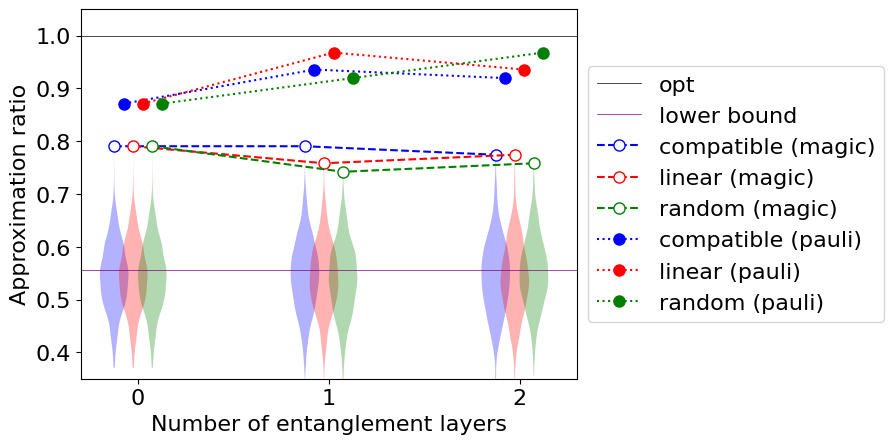 1.0
0.9
0.8
0.7
0.6
0.5
0.4
Approximation ratio
0 1 2
Number of entanglement layers
opt
lower bound
compatible (magic)
linear (magic)
random (magic)
compatible (pauli)
linear (pauli)
random (pauli)